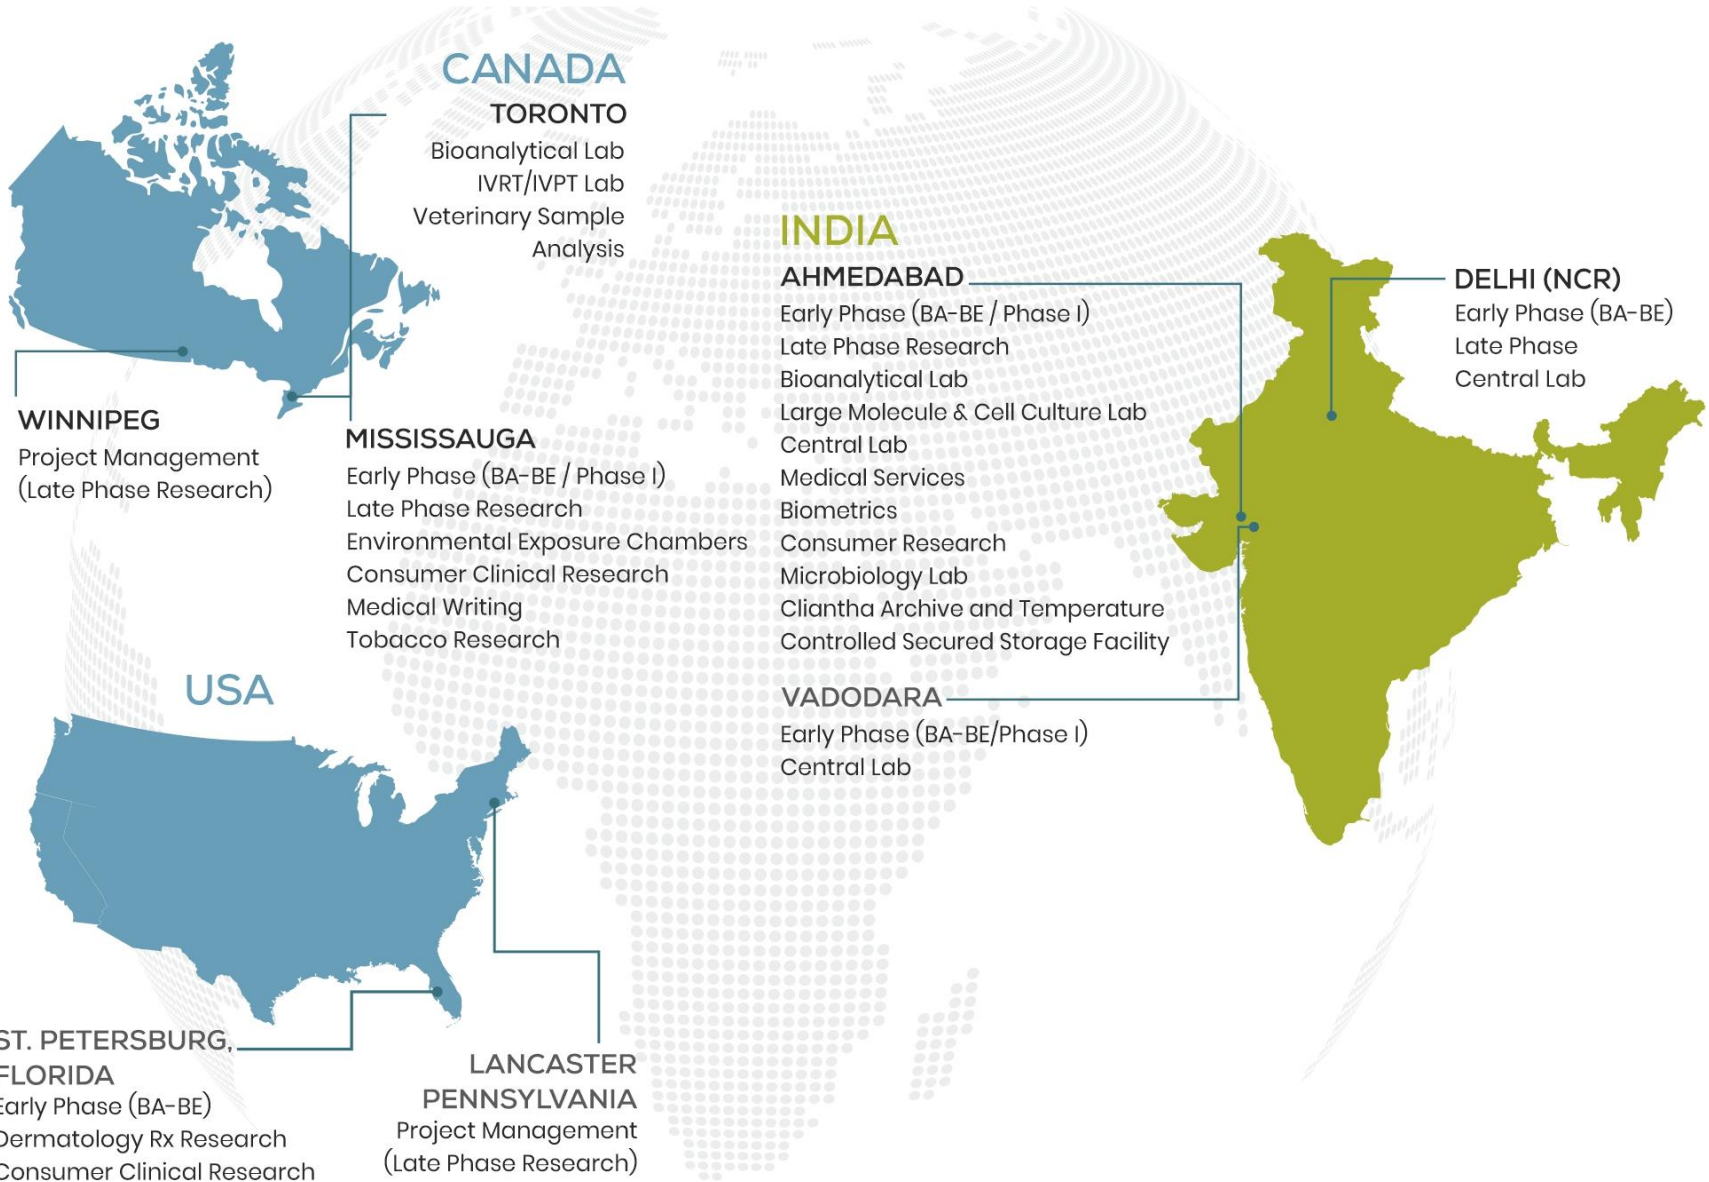 CANADA
TORONTO
Bioanalytical Lab
IVRT/IVPT Lab
Veterinary Sample
Analysis
WINNIPEG
Project Management
(Late Phase Research)
MISSISSAUGA
Early Phase (BA-BE / Phase I)
Late Phase Research
Environmental Exposure Chambers
Consumer Clinical Research
Medical Writing
Tobacco Research
INDIA
AHMEDABAD
Early Phase (BA-BE / Phase I)
Late Phase Research
Bioanalytical Lab
Large Molecule & Cell Culture Lab
Central Lab
Medical Services
Biometrics
Consumer Research
Microbiology Lab
Cliantha Archive and Temperature
Controlled Secured Storage Facility
VADODARA
Early Phase (BA-BE/Phase I)
Central Lab
DELHI (NCR)
Early Phase (BA-BE)
Late Phase
Central Lab
USA
ST. PETERSBURG,
FLORIDA
Early Phase (BA-BE)
Dermatology Rx Research
Consumer Clinical Research
LANCASTER
PENNSYLVANIA
Project Management
(Late Phase Research)